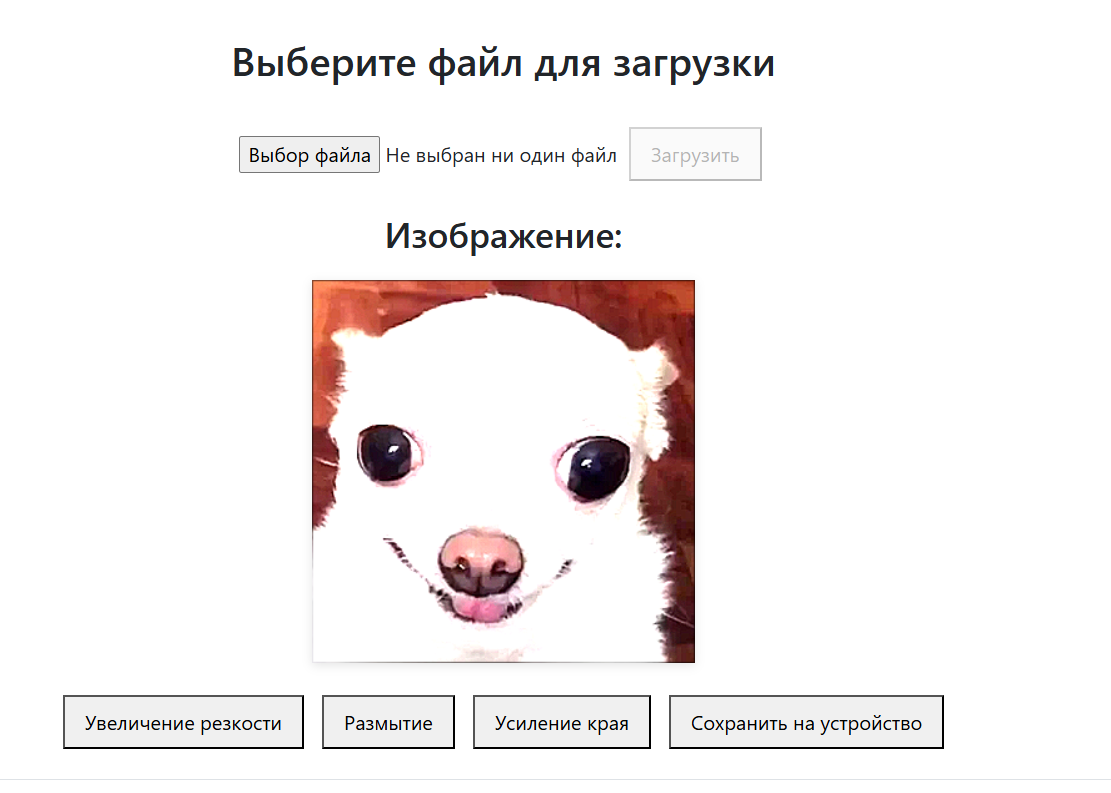 Выберите файл для загрузки
Выбор файла Не выбран ни один файл Загрузить
Изображение:
Увеличение резкости Размытие Усиление края Сохранить на устройство